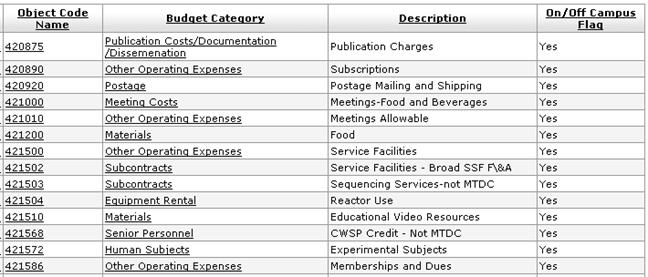 Object Code Name Budget Category Description On/Off Campus Flag
420875 Publication Costs/Documentation /Dissemenation Publication Charges Yes
420890 Other Operating Expenses Subscriptions Yes
420920 Postage Postage Mailing and Shipping Yes
421000 Meeting Costs Meetings-Food and Beverages Yes
421010 Other Operating Expenses Meetings Allowable Yes
421200 Materials Food Yes
421500 Other Operating Expenses Service Facilities Yes
421502 Subcontracts Service Facilities - Broad SSF F\&A Yes
421503 Subcontracts Sequencing Services-not MTDC Yes
421504 Equipment Rental Reactor Use Yes
421510 Materials Educational Video Resources Yes
421568 Senior Personnel CWSP Credit - Not MTDC Yes
421572 Human Subjects Experimental Subjects Yes
421586 Other Operating Expenses Memberships and Dues Yes